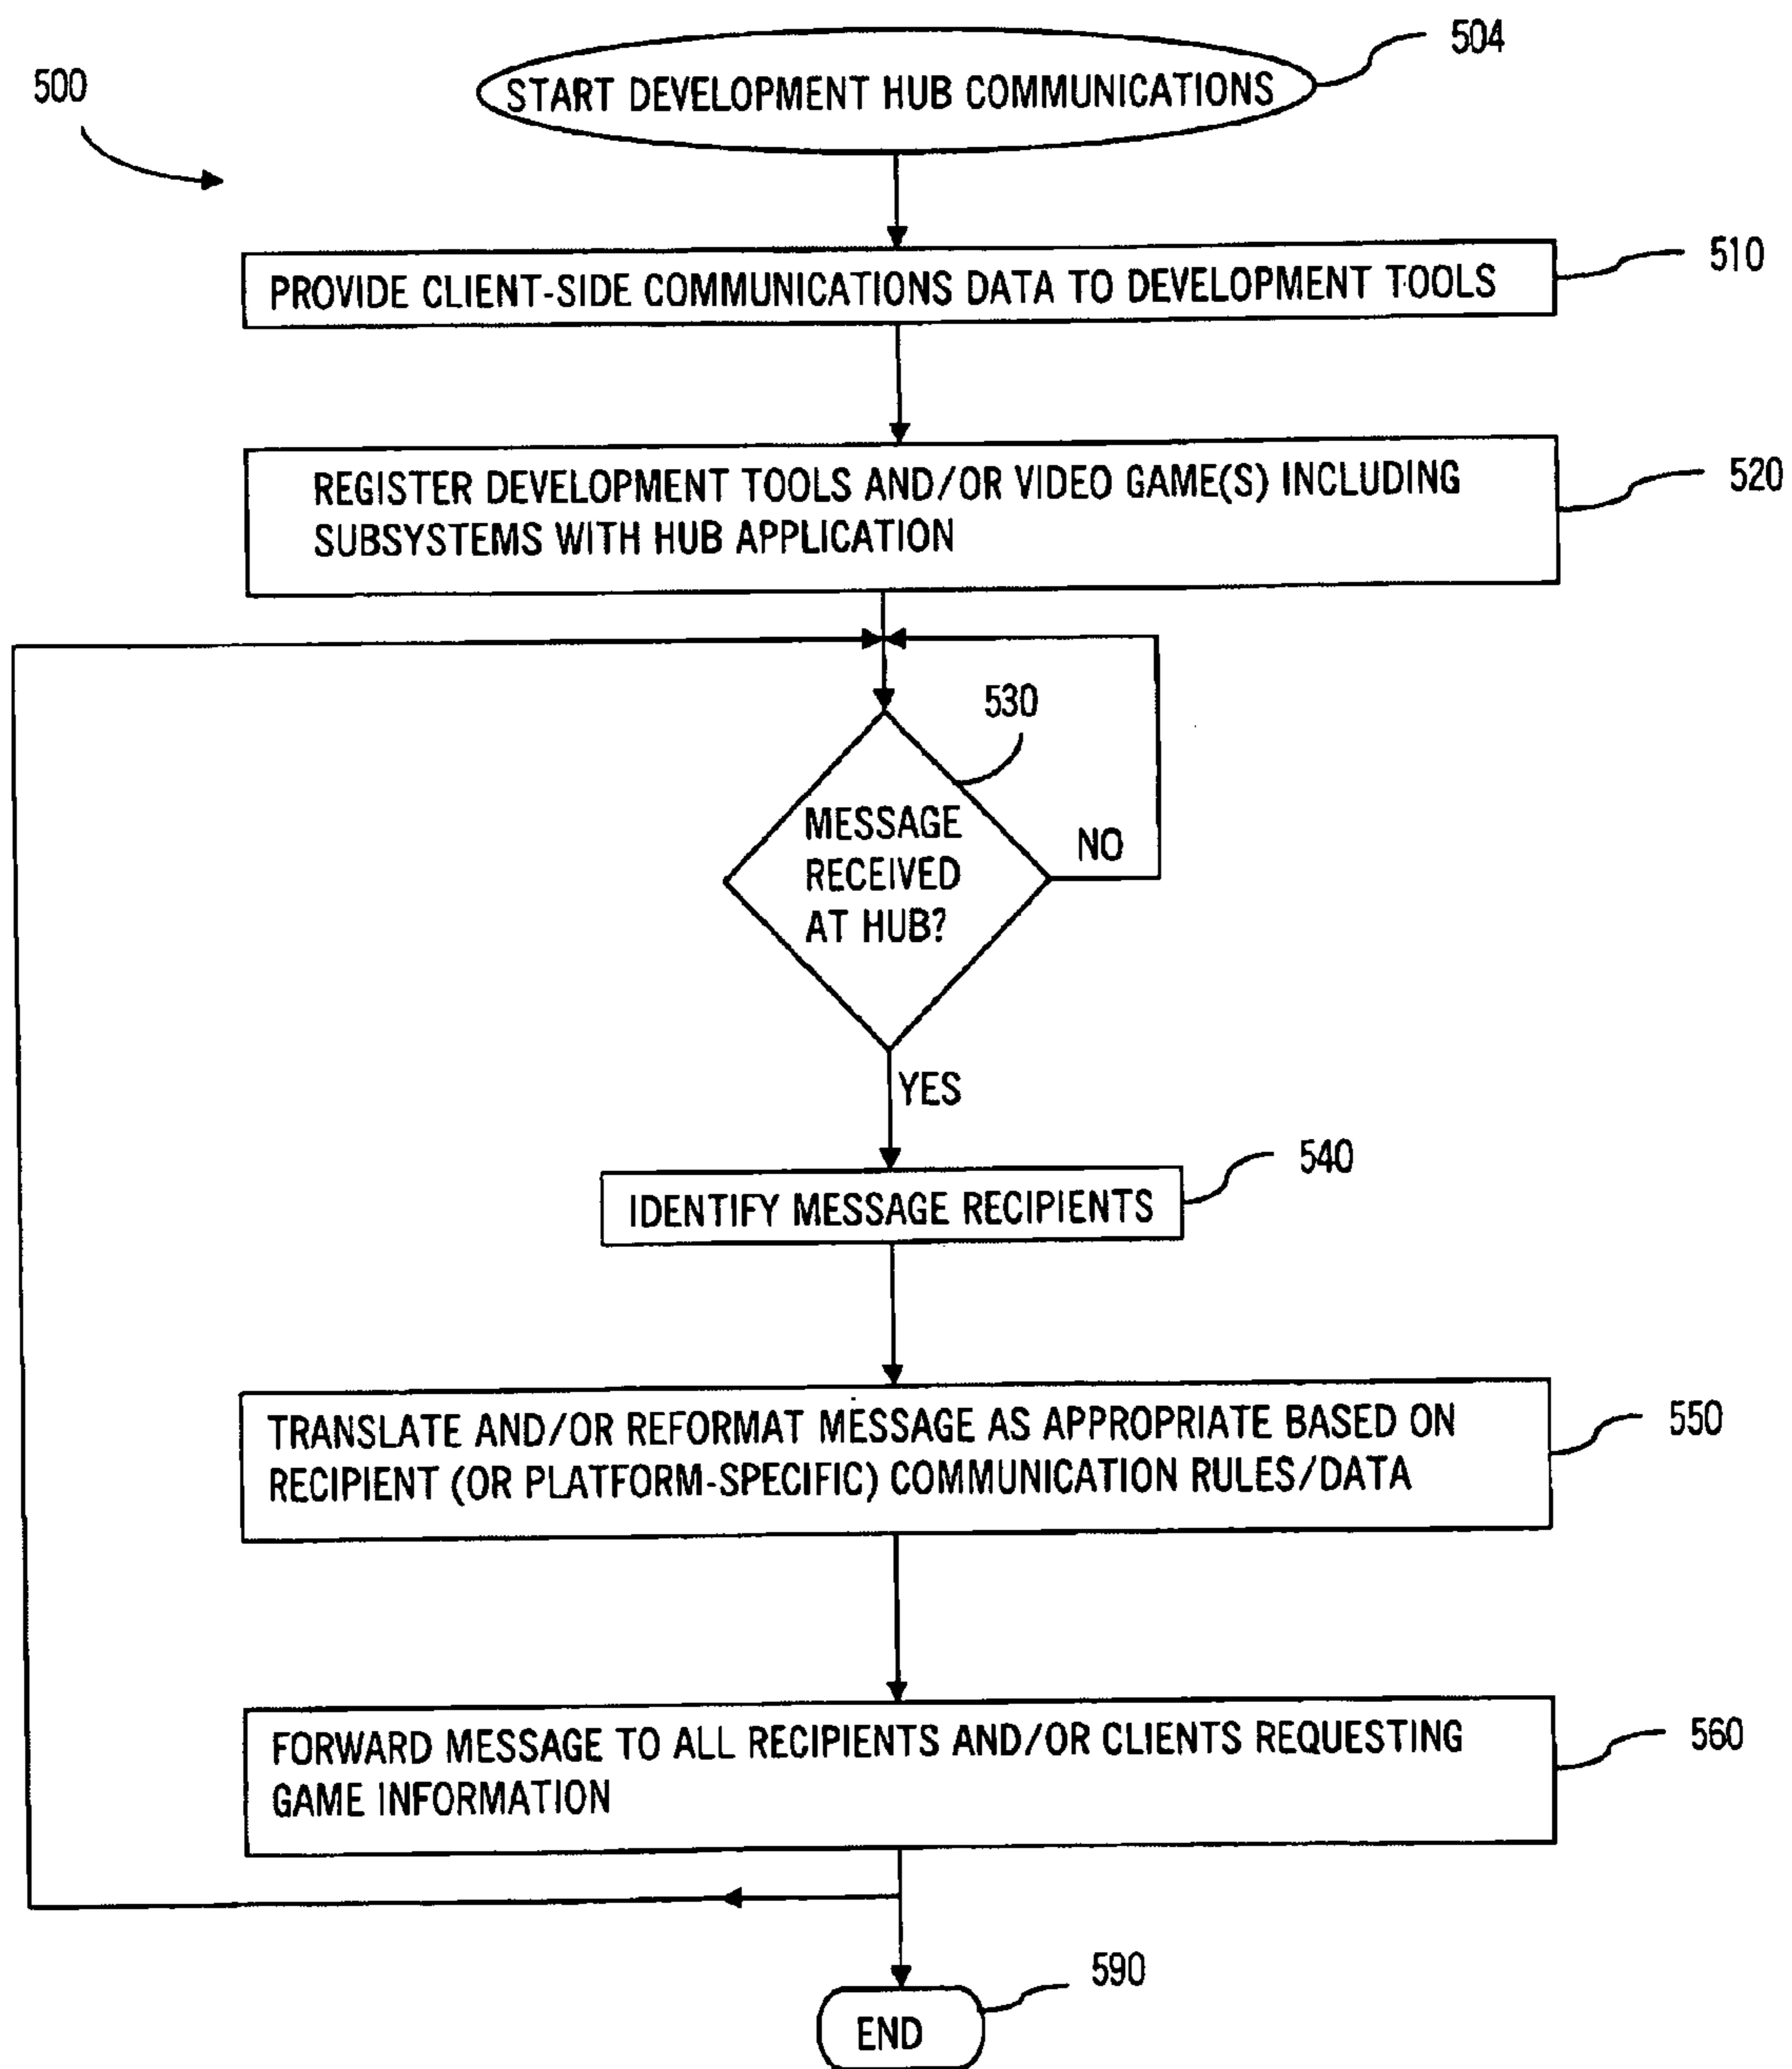 500
START DEVELOPMENT HUB COMMUNICATIONS
504
PROVIDE CLIENT-SIDE COMMUNICATIONS DATA TO DEVELOPMENT TOOLS
510
REGISTER DEVELOPMENT TOOLS AND/OR VIDEO GAME(S) INCLUDING
SUBSYSTEMS WITH HUB APPLICATION
520
530
MESSAGE
RECEIVED
AT HUB?
NO
YES
IDENTIFY MESSAGE RECIPIENTS
540
TRANSLATE AND/OR REFORMAT MESSAGE AS APPROPRIATE BASED ON
RECIPIENT (OR PLATFORM-SPECIFIC) COMMUNICATION RULES/DATA
550
FORWARD MESSAGE TO ALL RECIPIENTS AND/OR CLIENTS REQUESTING
GAME INFORMATION
560
END
590